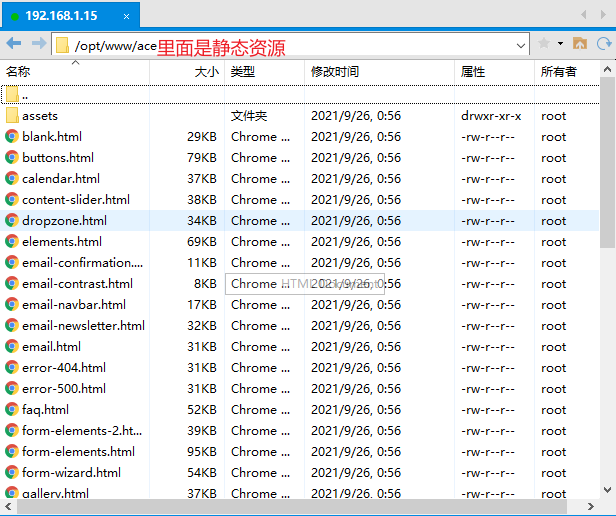 192.168.1.15 ×
/opt/www/ace里面是静态资源
名称 大小 类型 修改时间 属性 所有者
..
assets 文件夹 2021/9/26, 0:56 drwxr-xr-x root
blank.html 29KB Chrome ... 2021/9/26, 0:56 -rw-r--r-- root
buttons.html 79KB Chrome ... 2021/9/26, 0:56 -rw-r--r-- root
calendar.html 37KB Chrome ... 2021/9/26, 0:56 -rw-r--r-- root
content-slider.html 38KB Chrome ... 2021/9/26, 0:56 -rw-r--r-- root
dropzone.html 34KB Chrome ... 2021/9/26, 0:56 -rw-r--r-- root
elements.html 69KB Chrome ... 2021/9/26, 0:56 -rw-r--r-- root
email-confirmation.... 11KB Chrome ... 2021/9/26, 0:56 -rw-r--r-- root
email-contrast.html 8KB Chrome ... 2021/9/26, 0:56 -rw-r--r-- root
email-navbar.html 17KB Chrome ... 2021/9/26, 0:56 -rw-r--r-- root
email-newsletter.html 32KB Chrome ... 2021/9/26, 0:56 -rw-r--r-- root
email.html 31KB Chrome ... 2021/9/26, 0:56 -rw-r--r-- root
error-404.html 31KB Chrome ... 2021/9/26, 0:56 -rw-r--r-- root
error-500.html 31KB Chrome ... 2021/9/26, 0:56 -rw-r--r-- root
faq.html 52KB Chrome ... 2021/9/26, 0:56 -rw-r--r-- root
form-elements-2.ht... 39KB Chrome ... 2021/9/26, 0:56 -rw-r--r-- root
form-elements.html 95KB Chrome ... 2021/9/26, 0:56 -rw-r--r-- root
form-wizard.html 54KB Chrome ... 2021/9/26, 0:56 -rw-r--r-- root
gallery.html 37KB Chrome ... 2021/9/26, 0:56 -rw-r--r-- root